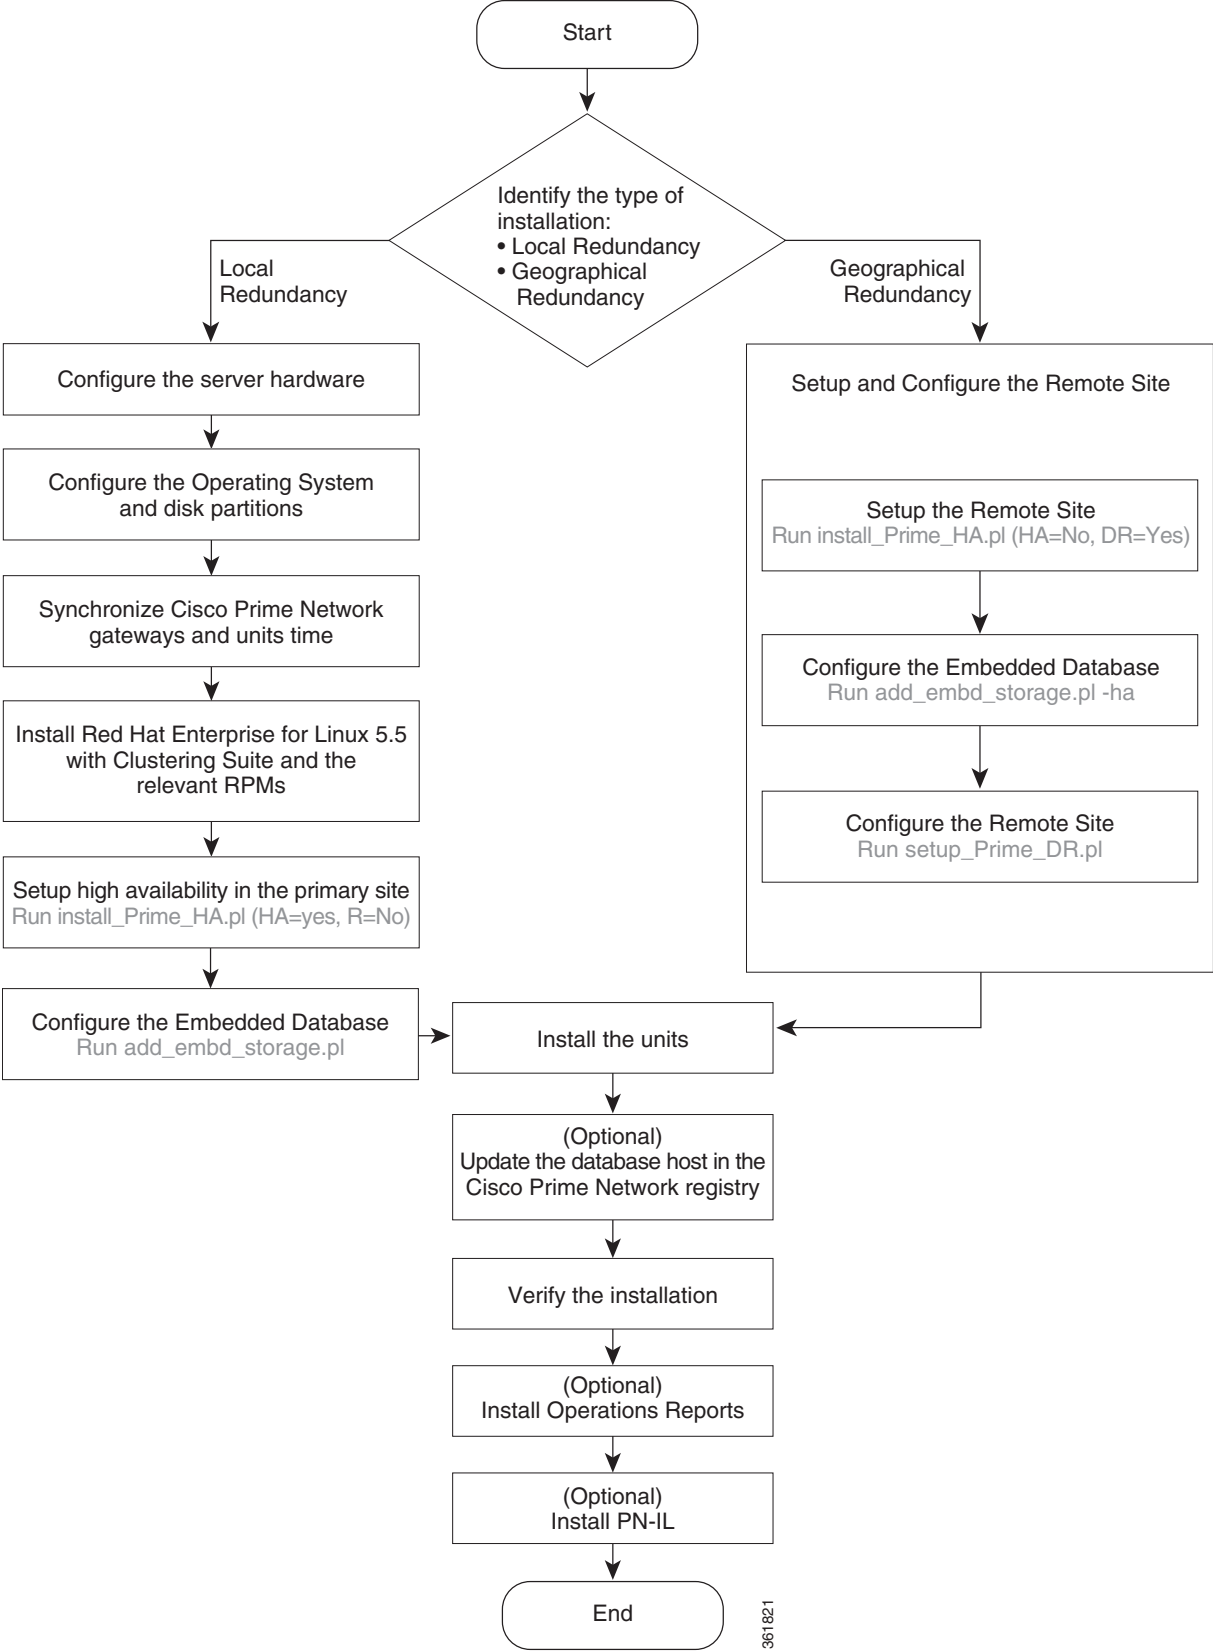 Start
Identify the type of
installation:
• Local Redundancy
• Geographical
Redundancy
Local
Redundancy
Geographical
Redundancy
Configure the server hardware
Configure the Operating System
and disk partitions
Synchronize Cisco Prime Network
gateways and units time
Install Red Hat Enterprise for Linux 5.5
with Clustering Suite and the
relevant RPMs
Setup high availability in the primary site
Run install_Prime_HA.pl (HA=yes, R=No)
Configure the Embedded Database
Run add_embd_storage.pl
Setup and Configure the Remote Site
Setup the Remote Site
Run install_Prime_HA.pl (HA=No, DR=Yes)
Configure the Embedded Database
Run add_embd_storage.pl -ha
Configure the Remote Site
Run setup_Prime_DR.pl
Install the units
(Optional)
Update the database host in the
Cisco Prime Network registry
Verify the installation
(Optional)
Install Operations Reports
(Optional)
Install PN-IL
End
361821